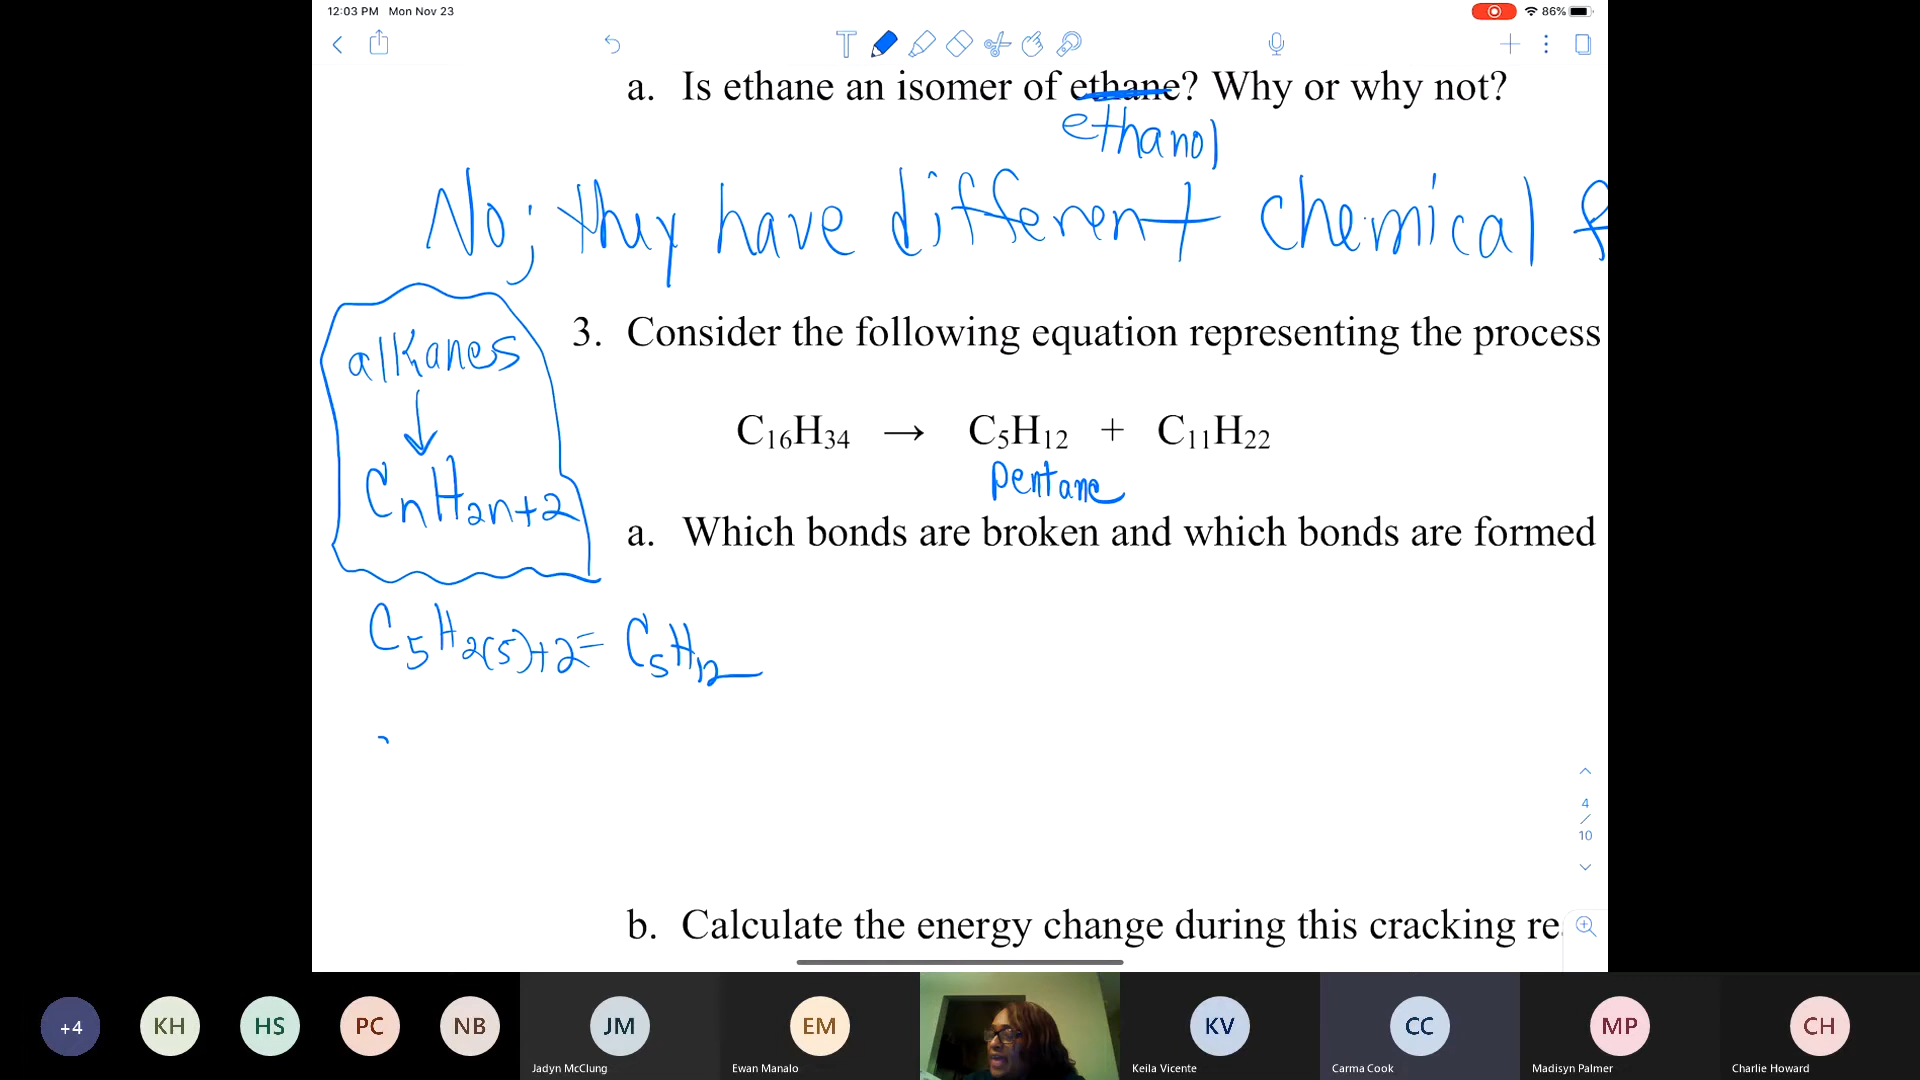 12:03 PM Mon Nov 23
86%
a. Is ethane an isomer of ethane? Why or why not?
ethanol
No; they have different chemical f
alkanes
↓
CnH2n+2
3. Consider the following equation representing the process
C₁₆H₃₄ → C₅H₁₂ + C₁₁H₂₂
Pentane
a. Which bonds are broken and which bonds are formed
C5H2(5)+2 = C5H12
4
/
10
b. Calculate the energy change during this cracking re
+4
KH
HS
PC
NB
JM
Jadyn McClung
EM
Ewan Manalo
KV
Keila Vicente
CC
Carma Cook
MP
Madisyn Palmer
CH
Charlie Howard